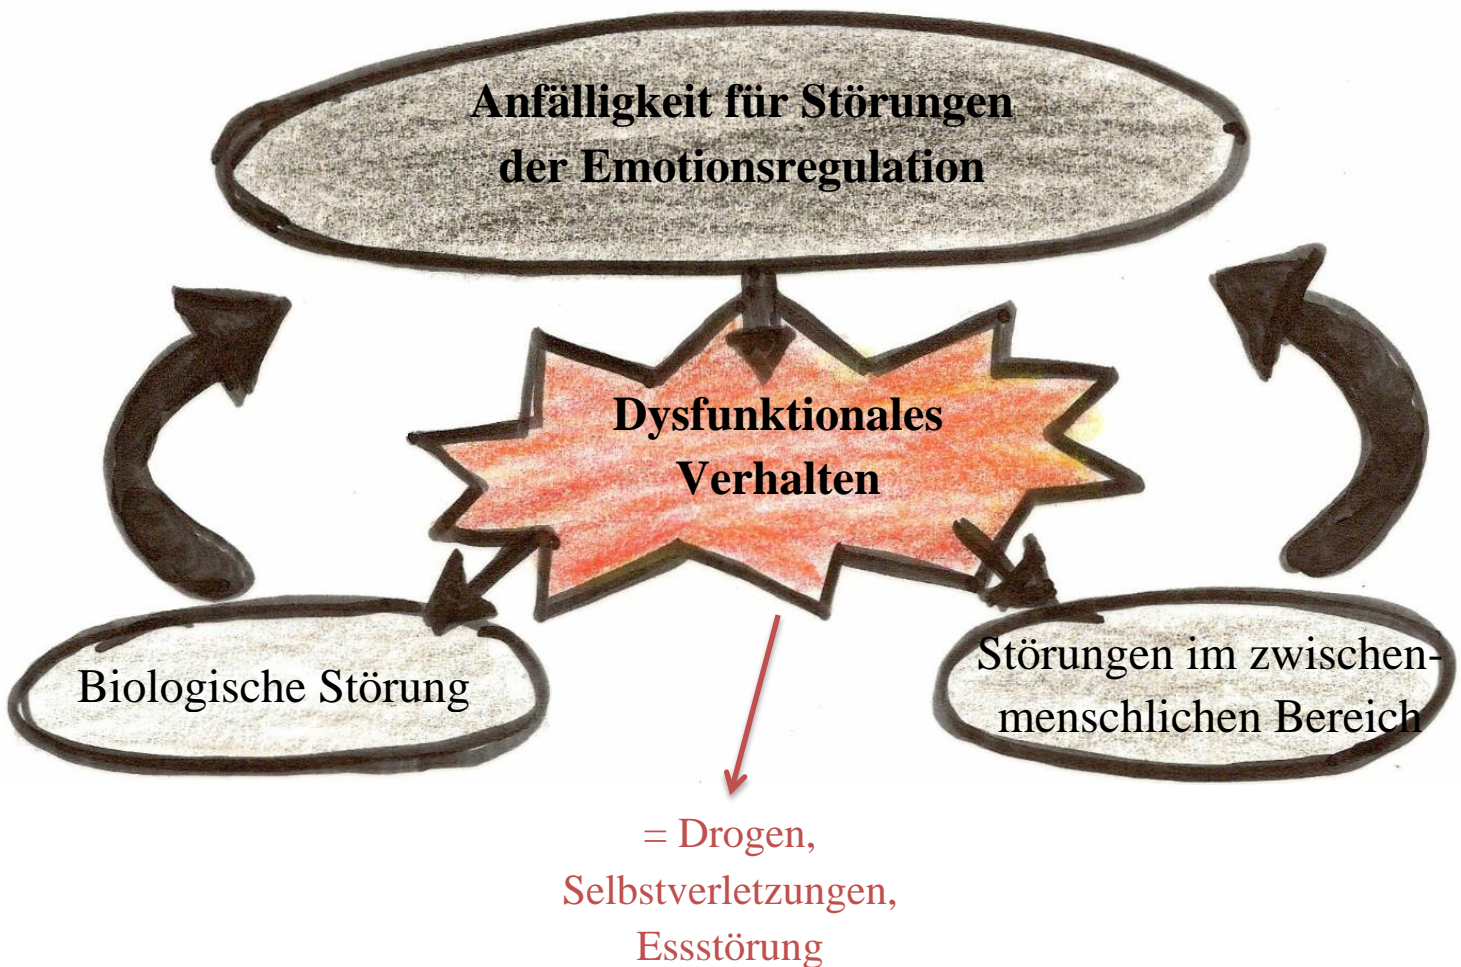 Anfälligkeit für Störungen
der Emotionsregulation
Dysfunktionales
Verhalten
Biologische Störung
Störungen im zwischen-
menschlichen Bereich
= Drogen,
Selbstverletzungen,
Essstörung